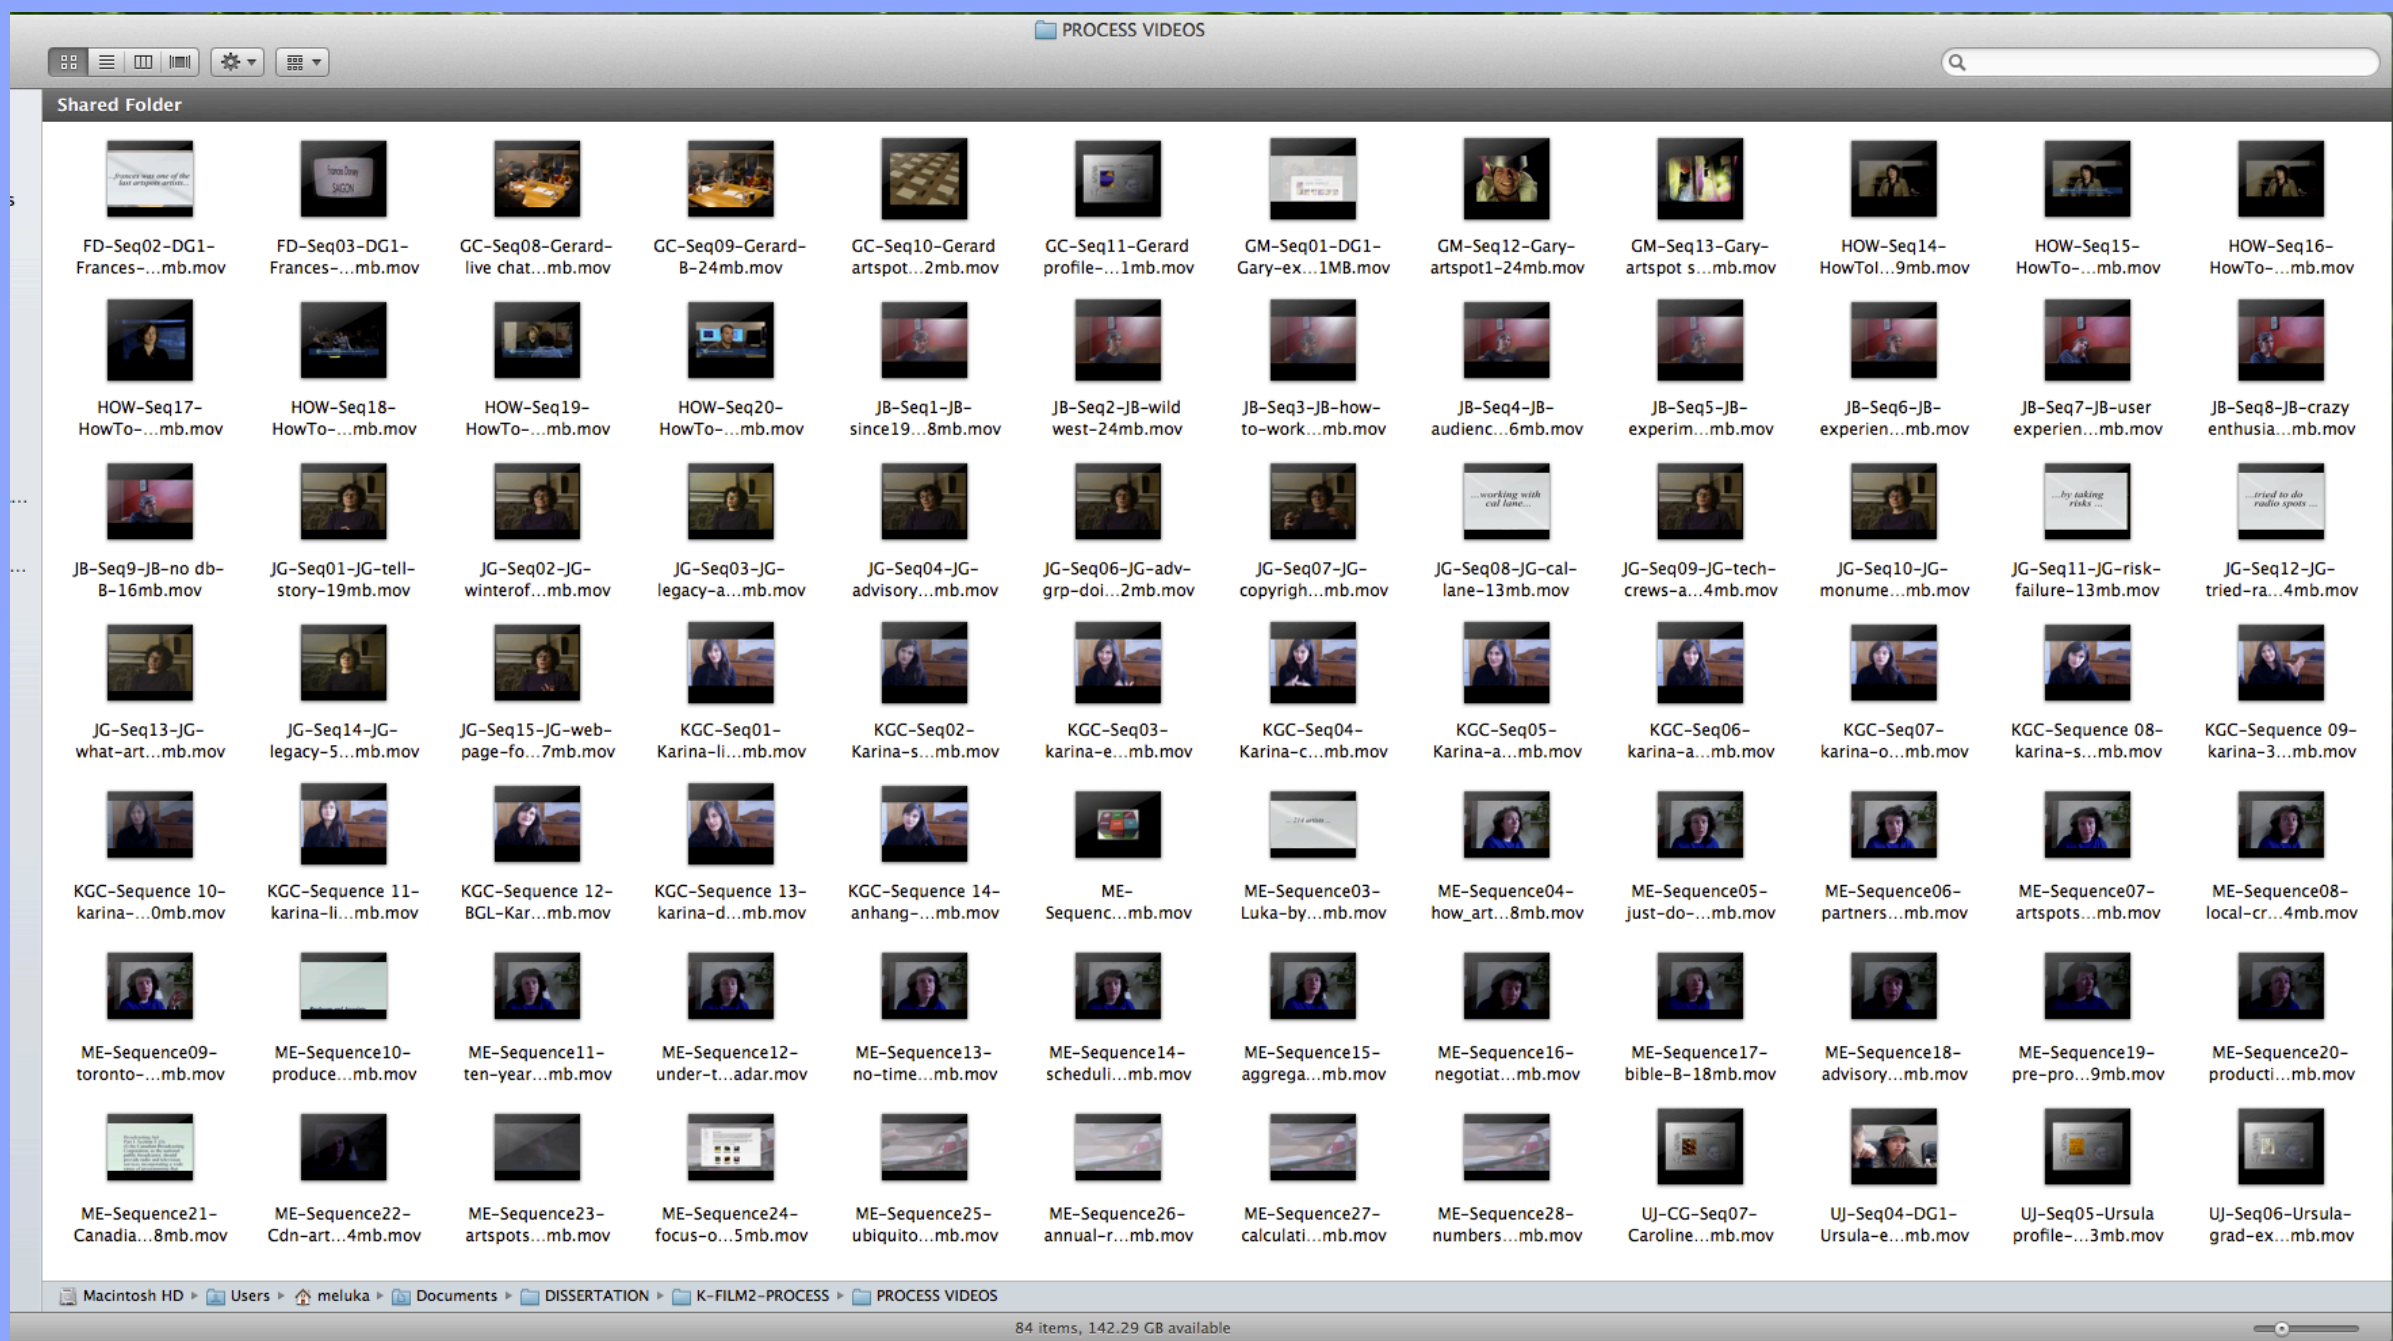 PROCESS VIDEOS
Shared Folder
...frances was one of the
last artspots artists...
Frances Dorey
SAIGON
FD-Seq02-DG1- FD-Seq03-DG1- GC-Seq08-Gerard- GC-Seq09-Gerard- GC-Seq10-Gerard GC-Seq11-Gerard GM-Seq01-DG1- GM-Seq12-Gary- GM-Seq13-Gary- HOW-Seq14- HOW-Seq15- HOW-Seq16-
Frances-...mb.mov Frances-...mb.mov live chat...mb.mov B-24mb.mov artspot...2mb.mov profile-...1mb.mov Gary-ex...1MB.mov artspot1-24mb.mov artspot s...mb.mov HowTol...9mb.mov HowTo-...mb.mov HowTo-...mb.mov
HOW-Seq17- HOW-Seq18- HOW-Seq19- HOW-Seq20- JB-Seq1-JB- JB-Seq2-JB-wild JB-Seq3-JB-how- JB-Seq4-JB- JB-Seq5-JB- JB-Seq6-JB- JB-Seq7-JB-user JB-Seq8-JB-crazy
HowTo-...mb.mov HowTo-...mb.mov HowTo-...mb.mov HowTo-...mb.mov since19...8mb.mov west-24mb.mov to-work...mb.mov audienc...6mb.mov experim...mb.mov experien...mb.mov experien...mb.mov enthusia...mb.mov
...working with
cal lane...
...by taking
risks ...
...tried to do
radio spots ...
JB-Seq9-JB-no db- JG-Seq01-JG-tell- JG-Seq02-JG- JG-Seq03-JG- JG-Seq04-JG- JG-Seq06-JG-adv- JG-Seq07-JG- JG-Seq08-JG-cal- JG-Seq09-JG-tech- JG-Seq10-JG- JG-Seq11-JG-risk- JG-Seq12-JG-
B-16mb.mov story-19mb.mov winterof...mb.mov legacy-a...mb.mov advisory...mb.mov grp-doi...2mb.mov copyrigh...mb.mov lane-13mb.mov crews-a...4mb.mov monume...mb.mov failure-13mb.mov tried-ra...4mb.mov
JG-Seq13-JG- JG-Seq14-JG- JG-Seq15-JG-web- KGC-Seq01- KGC-Seq02- KGC-Seq03- KGC-Seq04- KGC-Seq05- KGC-Seq06- KGC-Seq07- KGC-Sequence 08- KGC-Sequence 09-
what-art...mb.mov legacy-5...mb.mov page-fo...7mb.mov Karina-li...mb.mov Karina-s...mb.mov karina-e...mb.mov Karina-c...mb.mov Karina-a...mb.mov karina-a...mb.mov karina-o...mb.mov karina-s...mb.mov karina-3...mb.mov
... 214 artists ...
KGC-Sequence 10- KGC-Sequence 11- KGC-Sequence 12- KGC-Sequence 13- KGC-Sequence 14- ME- ME-Sequence03- ME-Sequence04- ME-Sequence05- ME-Sequence06- ME-Sequence07- ME-Sequence08-
karina-...0mb.mov karina-li...mb.mov BGL-Kar...mb.mov karina-d...mb.mov anhang-...mb.mov Sequenc...mb.mov Luka-by...mb.mov how_art...8mb.mov just-do-...mb.mov partners...mb.mov artspots...mb.mov local-cr...4mb.mov
ME-Sequence09- ME-Sequence10- ME-Sequence11- ME-Sequence12- ME-Sequence13- ME-Sequence14- ME-Sequence15- ME-Sequence16- ME-Sequence17- ME-Sequence18- ME-Sequence19- ME-Sequence20-
toronto-...mb.mov produce...mb.mov ten-year...mb.mov under-t...adar.mov no-time...mb.mov scheduli...mb.mov aggrega...mb.mov negotiat...mb.mov bible-B-18mb.mov advisory...mb.mov pre-pro...9mb.mov producti...mb.mov
ME-Sequence21- ME-Sequence22- ME-Sequence23- ME-Sequence24- ME-Sequence25- ME-Sequence26- ME-Sequence27- ME-Sequence28- UJ-CG-Seq07- UJ-Seq04-DG1- UJ-Seq05-Ursula UJ-Seq06-Ursula-
Canadia...8mb.mov Cdn-art...4mb.mov artspots...mb.mov focus-o...5mb.mov ubiquito...mb.mov annual-r...mb.mov calculati...mb.mov numbers...mb.mov Caroline...mb.mov Ursula-e...mb.mov profile-...3mb.mov grad-ex...mb.mov
Macintosh HD Users meluka Documents DISSERTATION K-FILM2-PROCESS PROCESS VIDEOS
84 items, 142.29 GB available